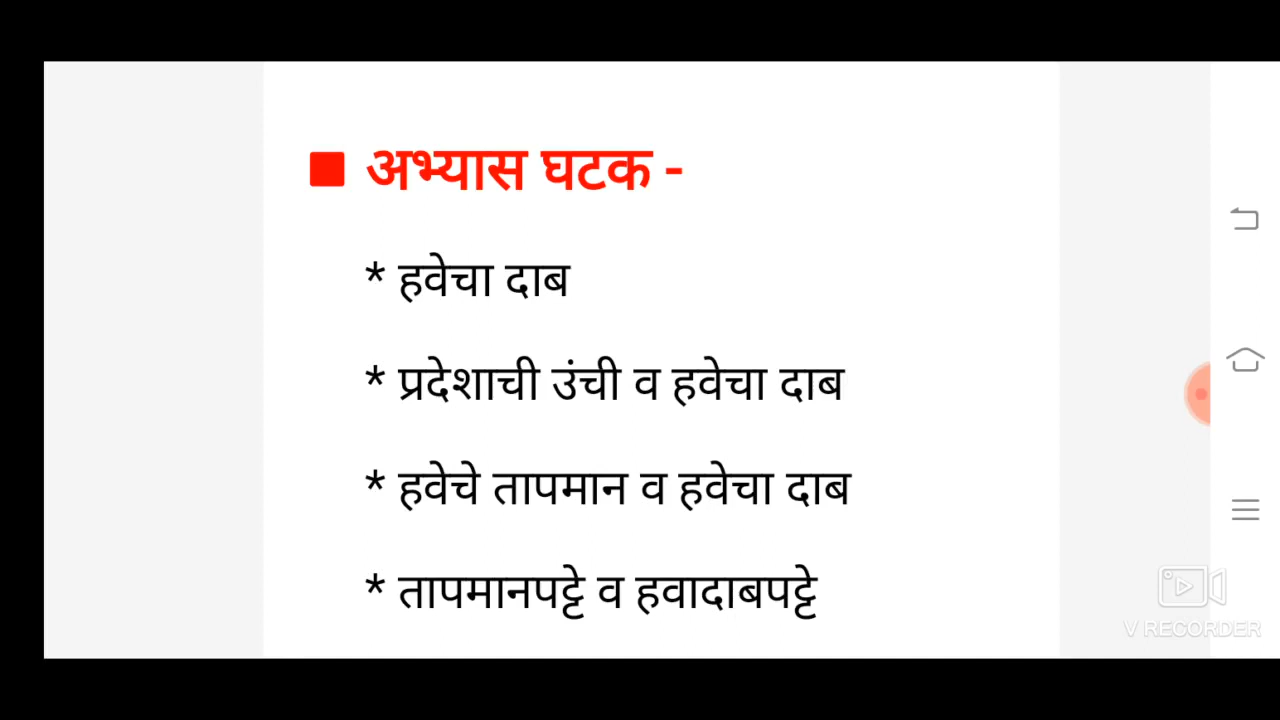 ■ अभ्यास घटक -
* हवेचा दाब
* प्रदेशाची उंची व हवेचा दाब
* हवेचे तापमान व हवेचा दाब
* तापमानपट्टे व हवादाबपट्टे
V RECORDER